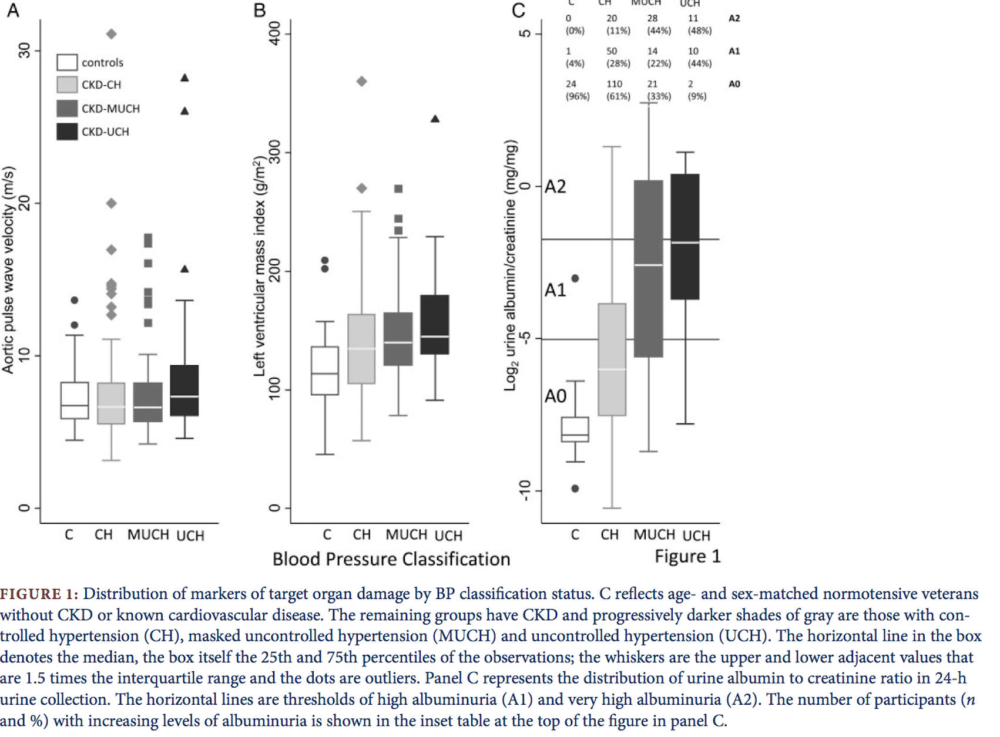 A
30
20
10
0
Aortic pulse wave velocity (m/s)
controls
CKD-CH
CKD-MUCH
CKD-UCH
C CH MUCH UCH
B
400
300
200
100
0
Left ventricular mass index (g/m²)
C CH MUCH UCH
Blood Pressure Classification
C
C CH MUCH UCH
0 20 28 11 A2
(0%) (11%) (44%) (48%)
1 50 14 10 A1
(4%) (28%) (22%) (44%)
24 110 21 2 A0
(96%) (61%) (33%) (9%)
5
0
-5
-10
Log₂ urine albumin/creatinine (mg/mg)
A2
A1
A0
C CH MUCH UCH
Figure 1
FIGURE 1: Distribution of markers of target organ damage by BP classification status. C reflects age- and sex-matched normotensive veterans
without CKD or known cardiovascular disease. The remaining groups have CKD and progressively darker shades of gray are those with con-
trolled hypertension (CH), masked uncontrolled hypertension (MUCH) and uncontrolled hypertension (UCH). The horizontal line in the box
denotes the median, the box itself the 25th and 75th percentiles of the observations; the whiskers are the upper and lower adjacent values that
are 1.5 times the interquartile range and the dots are outliers. Panel C represents the distribution of urine albumin to creatinine ratio in 24-h
urine collection. The horizontal lines are thresholds of high albuminuria (A1) and very high albuminuria (A2). The number of participants (n
and %) with increasing levels of albuminuria is shown in the inset table at the top of the figure in panel C.